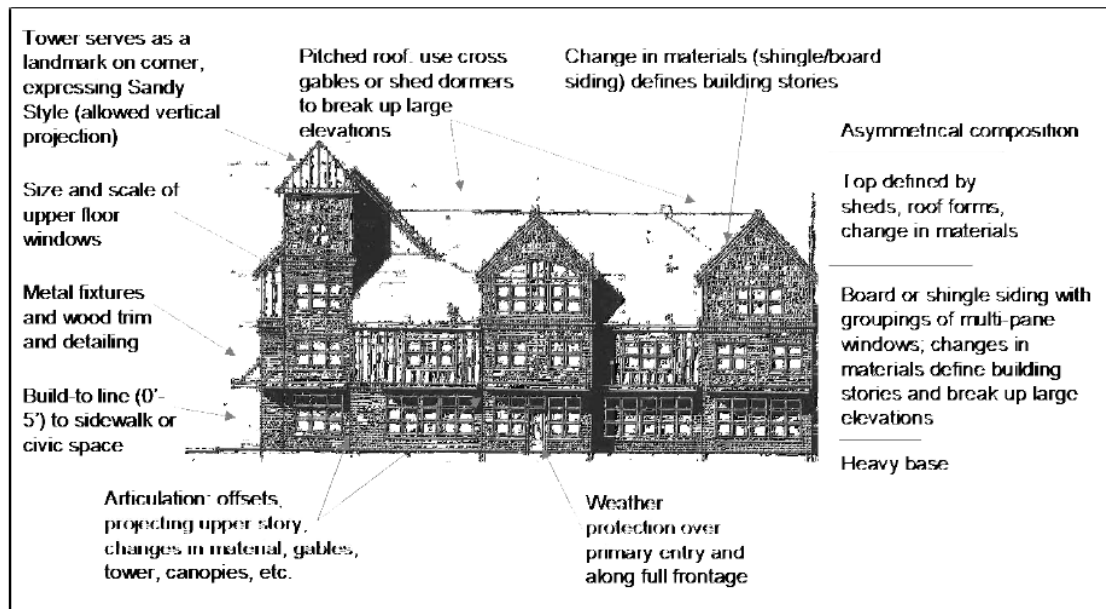 Tower serves as a
landmark on corner,
expressing Sandy
Style (allowed vertical
projection)
Pitched roof. use cross
gables or shed dormers
to break up large
elevations
Change in materials (shingle/board
siding) defines building stories
Size and scale of
upper floor
windows
Metal fixtures
and wood trim
and detailing
Build-to line (0'-
5') to sidewalk or
civic space
Asymmetrical composition
Top defined by
sheds, roof forms,
change in materials
Board or shingle siding with
groupings of multi-pane
windows; changes in
materials define building
stories and break up large
elevations
Heavy base
Articulation: offsets,
projecting upper story,
changes in material, gables,
tower, canopies, etc.
Weather
protection over
primary entry and
along full frontage